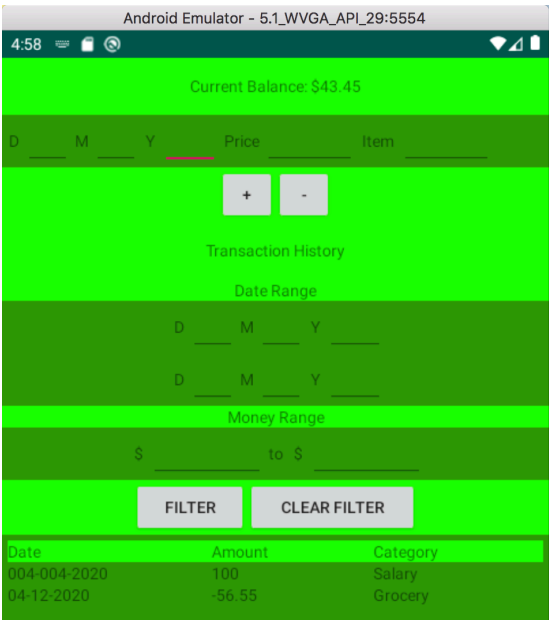 Android Emulator - 5.1_WVGA_API_29:5554
4:58
Current Balance: $43.45
D M Y Price Item
+ -
Transaction History
Date Range
D M Y
D M Y
Money Range
$ to $
FILTER CLEAR FILTER
Date Amount Category
004-004-2020 100 Salary
04-12-2020 -56.55 Grocery